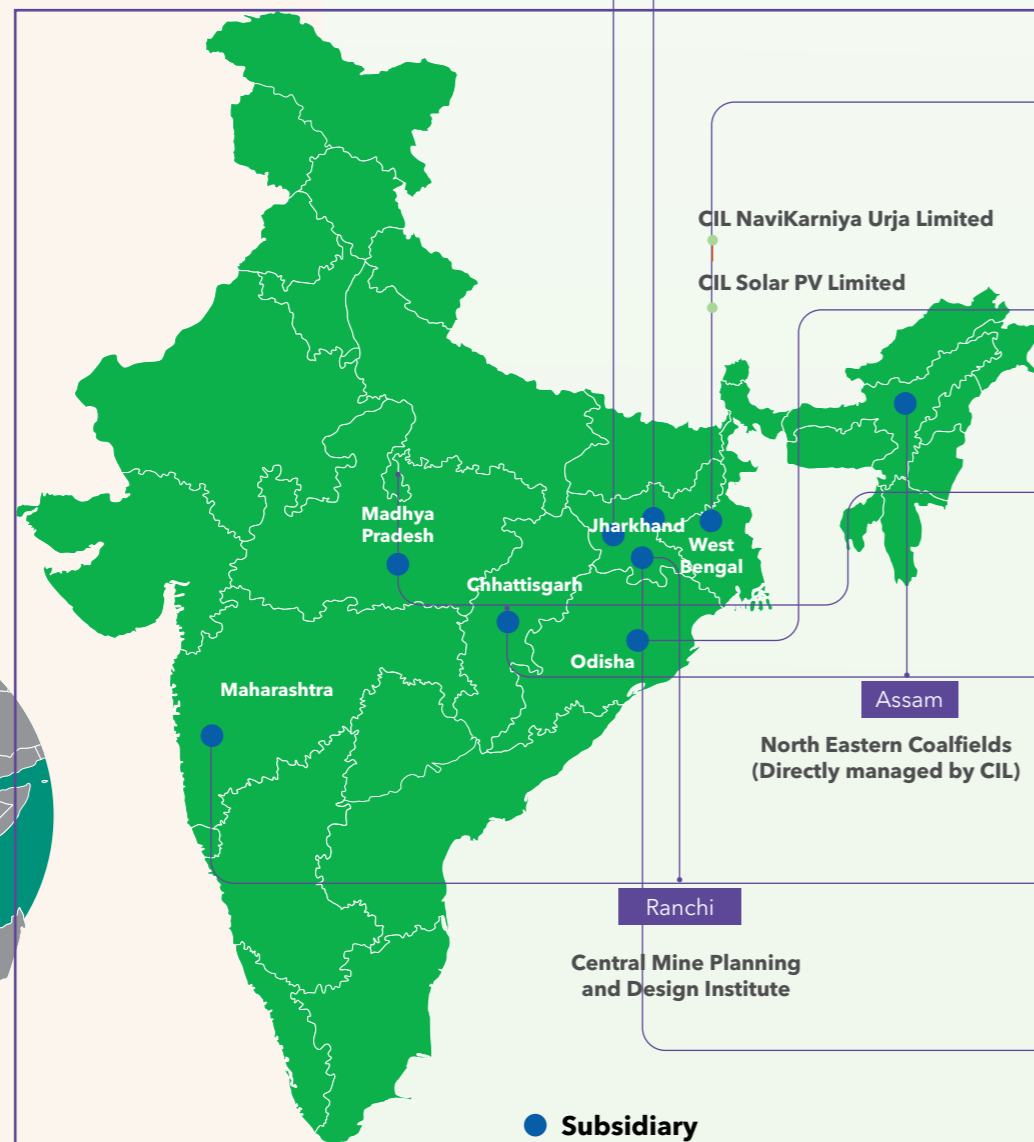 CIL NaviKarniya Urja Limited
CIL Solar PV Limited
Madhya
Pradesh
Jharkhand
West
Bengal
Chhattisgarh
Odisha
Maharashtra
Assam
North Eastern Coalfields
(Directly managed by CIL)
Ranchi
Central Mine Planning
and Design Institute
Subsidiary